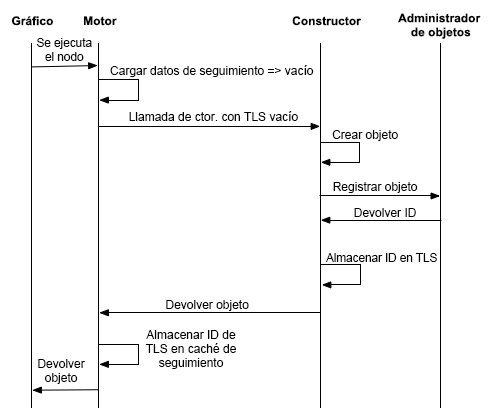 Gráfico
Motor
Constructor
Administrador
de objetos
Se ejecuta
el nodo
Cargar datos de seguimiento => vacío
Llamada de ctor. con TLS vacío
Crear objeto
Registrar objeto
Devolver ID
Almacenar ID en TLS
Devolver objeto
Almacenar ID de
TLS en caché de
seguimiento
Devolver
objeto